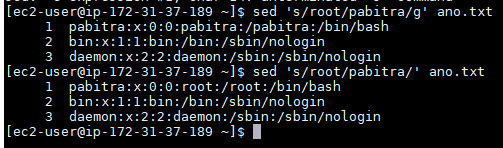 [ec2-user@ip-172-31-37-189 ~]$ sed 's/root/pabitra/g' ano.txt
1 pabitra:x:0:0:pabitra:/pabitra:/bin/bash
2 bin:x:1:1:bin:/bin:/sbin/nologin
3 daemon:x:2:2:daemon:/sbin:/sbin/nologin
[ec2-user@ip-172-31-37-189 ~]$ sed 's/root/pabitra/' ano.txt
1 pabitra:x:0:0:root:/root:/bin/bash
2 bin:x:1:1:bin:/bin:/sbin/nologin
3 daemon:x:2:2:daemon:/sbin:/sbin/nologin
[ec2-user@ip-172-31-37-189 ~]$